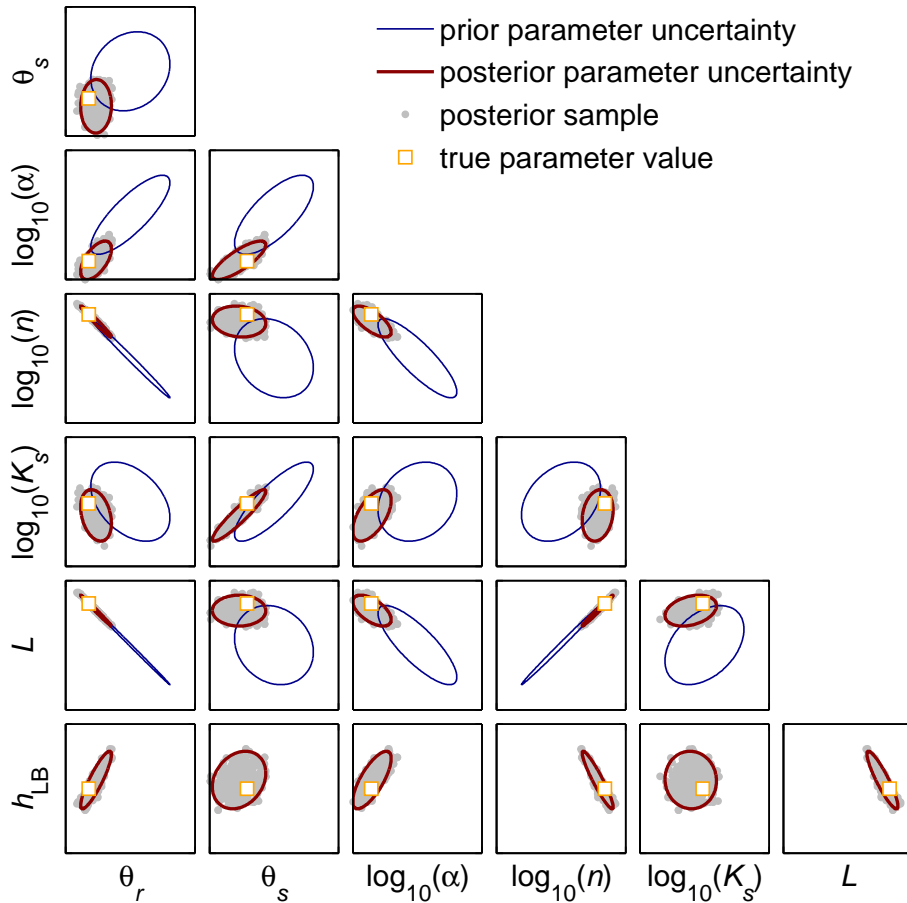 prior parameter uncertainty
posterior parameter uncertainty
posterior sample
true parameter value
θs
log10(α)
log10(n)
log10(Ks)
L
hLB
θr
θs
log10(α)
log10(n)
log10(Ks)
L